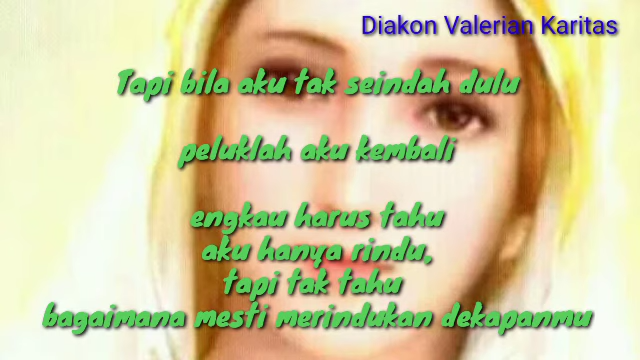 Diakon Valerian Karitas
Tapi bila aku tak seindah dulu
peluklah aku kembali
engkau harus tahu
aku hanya rindu,
tapi tak tahu
bagaimana mesti merindukan dekapanmu